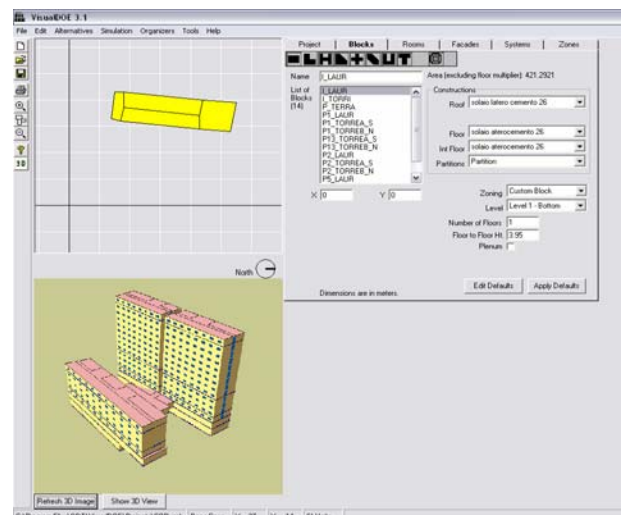 VisualDOE 3.1
File Edit Alternatives Simulation Organizers Tools Help
Project Blocks Rooms Facades Systems Zones
Name I_LAUR Area (excluding floor multiplier): 421.2921
List of Blocks (14)
I_LAUR
I_TORRI
P_TERRA
P1_LAUR
P1_TORREA_S
P1_TORREB_N
P13_TORREA_S
P13_TORREB_N
P2_LAUR
P2_TORREA_S
P2_TORREB_N
P5_LAUR
Constructions
Roof solaio latero cemento 26
Floor solaio aterocemento 26
Int Floor solaio aterocemento 26
Partitions Partition
X 0 Y 0
Zoning Custom Block
Level Level 1 - Bottom
Number of Floors 1
Floor to Floor Ht. 3.95
Plenum
Edit Defaults Apply Defaults
Dimensions are in meters.
North
3D
Refresh 3D Image Show 3D View